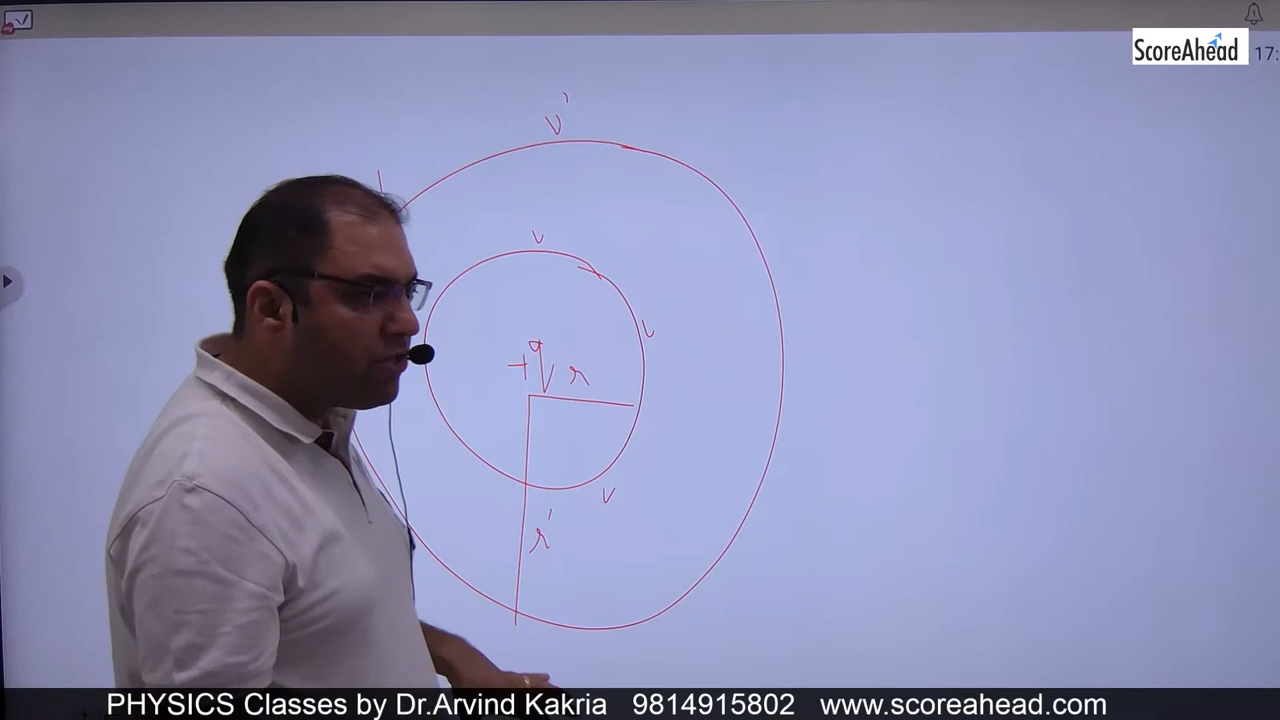 ScoreAhead
17:
V'
V
V
+q
r
V
r'
PHYSICS Classes by Dr.Arvind Kakria 9814915802 www.scoreahead.com